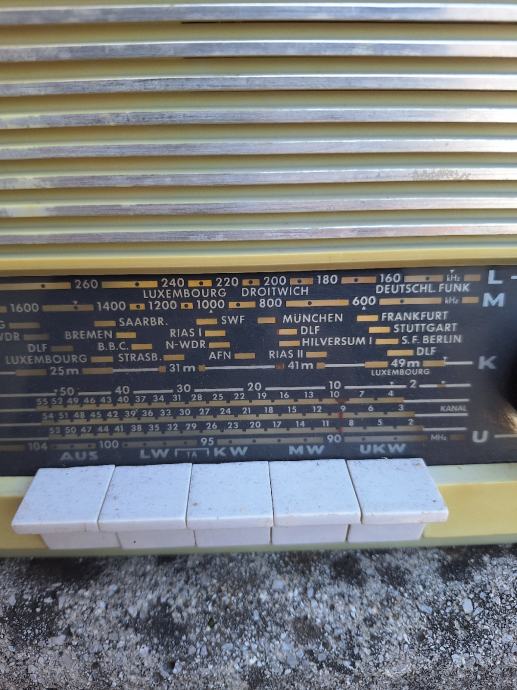 260 240 220 200 180 160 kHz L
LUXEMBOURG DROITWICH DEUTSCHL. FUNK
1600 1400 1200 1000 800 600 kHz M
SAARBR. SWF MÜNCHEN FRANKFURT
WDR BREMEN RIAS I DLF STUTTGART
DLF B.B.C. N-WDR HILVERSUM I S.F. BERLIN
LUXEMBOURG STRASB. AFN RIAS II DLF
25m 31m 41m 49m K
LUXEMBOURG
50 40 30 20 10 2
55 52 49 46 43 40 37 34 31 28 25 22 19 16 13 10 7 4
54 51 48 45 42 39 36 33 30 27 24 21 18 15 12 9 6 3 KANAL
53 50 47 44 41 38 35 32 29 26 23 20 17 14 11 8 5 2
104 100 95 90 MHz U
AUS LW TA KW MW UKW